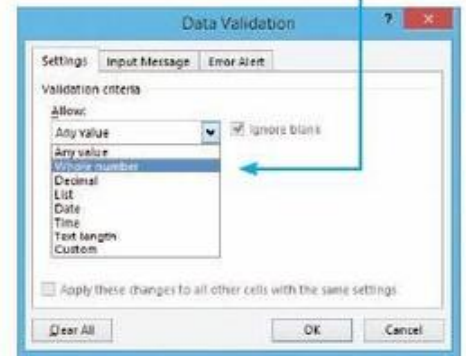 Data Validation ?
Settings Input Message Error Alert
Validation criteria
Allow:
Any value Ignore blank
Any value
Whole number
Decimal
List
Date
Time
Text length
Custom
Apply these changes to all other cells with the same settings
Clear All OK Cancel